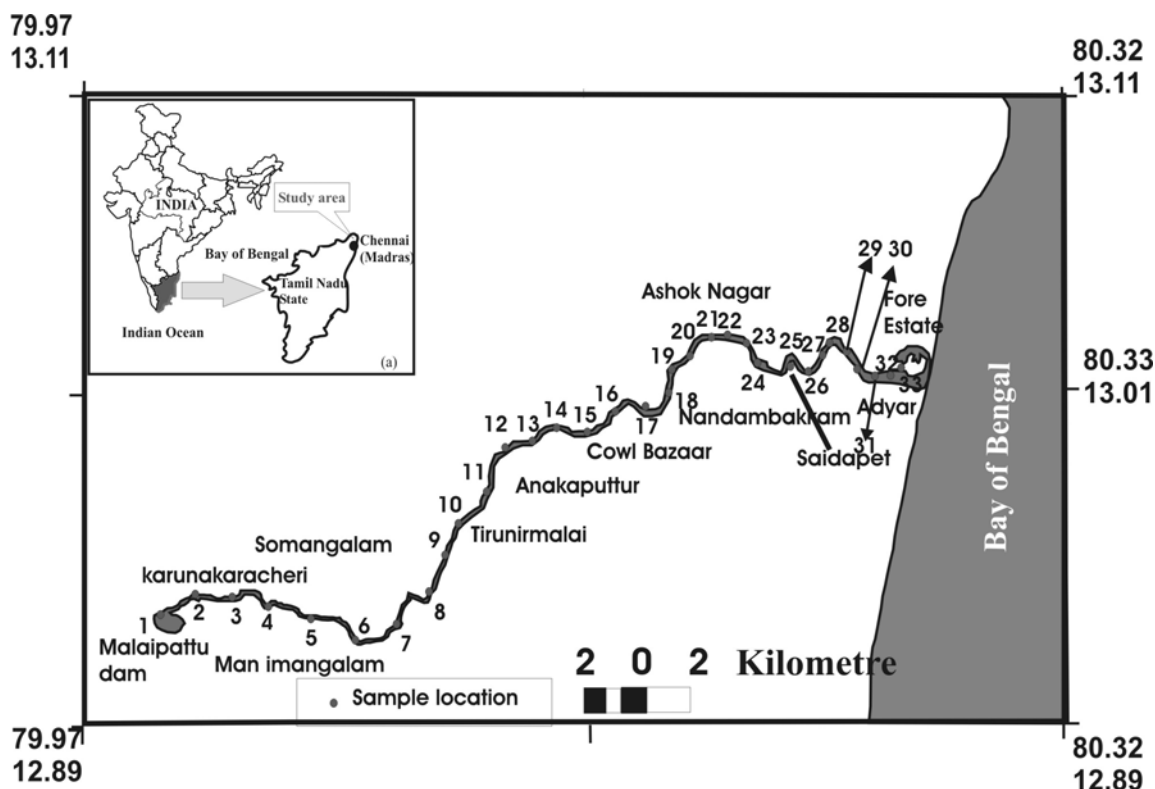 79.97
13.11
80.32
13.11
INDIA
Study area
Bay of Bengal
Chennai
(Madras)
Tamil Nadu
State
Indian Ocean
(a)
29 30
Ashok Nagar
Fore
Estate
20 21 22 23 25 27 28
19 24 26 32 33
80.33
13.01
16 18 Nandambakram Adyar
12 13 14 15 17
31
Cowl Bazaar
Saidapet
11
Anakaputtur
10
Tirunirmalai
9
Somangalam
karunakaracheri
1 2 3 4 5 6 7 8
Malaipattu
dam
Man imangalam
Bay of Bengal
2 0 2 Kilometre
Sample location
79.97
12.89
80.32
12.89